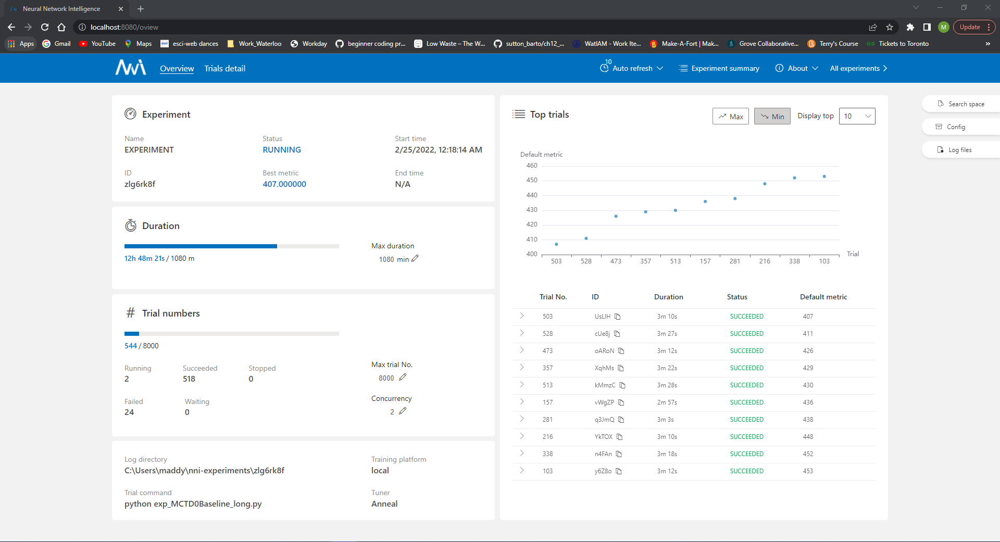 Neural Network Intelligence
localhost:8080/oview
M
Update
Apps
Gmail
YouTube
Maps
esci-web dances
Work_Waterloo
Workday
beginner coding pr...
Low Waste – The W...
sutton_barto/ch12_...
WatIAM - Work Ite...
Make-A-Fort | Mak...
Grove Collaborative...
Terry's Course
Tickets to Toronto
»
NNI
Overview
Trials detail
10
Auto refresh
Experiment summary
About
All experiments
Experiment
Name
Status
Start time
EXPERIMENT
RUNNING
2/25/2022, 12:18:14 AM
ID
Best metric
End time
zlg6rk8f
407.000000
N/A
Duration
Max duration
12h 48m 21s / 1080 m
1080 min
# Trial numbers
544 / 8000
Running
Succeeded
Stopped
2
518
0
Max trial No.
8000
Failed
Waiting
24
0
Concurrency
2
Log directory
Training platform
C:\Users\maddy\nni-experiments\zlg6rk8f
local
Trial command
Tuner
python exp_MCTD0Baseline_long.py
Anneal
Top trials
Max
Min
Display top
10
Default metric
460
450
440
430
420
410
400
503 528 473 357 513 157 281 216 338 103
Trial
Trial No. ID Duration Status Default metric
503 UsLlH 3m 10s SUCCEEDED 407
528 cUe8j 3m 27s SUCCEEDED 411
473 oARoN 3m 12s SUCCEEDED 426
357 XqhMs 3m 22s SUCCEEDED 429
513 kMmzC 3m 28s SUCCEEDED 430
157 vWgZP 2m 57s SUCCEEDED 436
281 q3JmQ 3m 3s SUCCEEDED 438
216 YkTOX 3m 10s SUCCEEDED 448
338 n4FAn 3m 18s SUCCEEDED 452
103 y6Z8o 3m 12s SUCCEEDED 453
Search space
Config
Log files